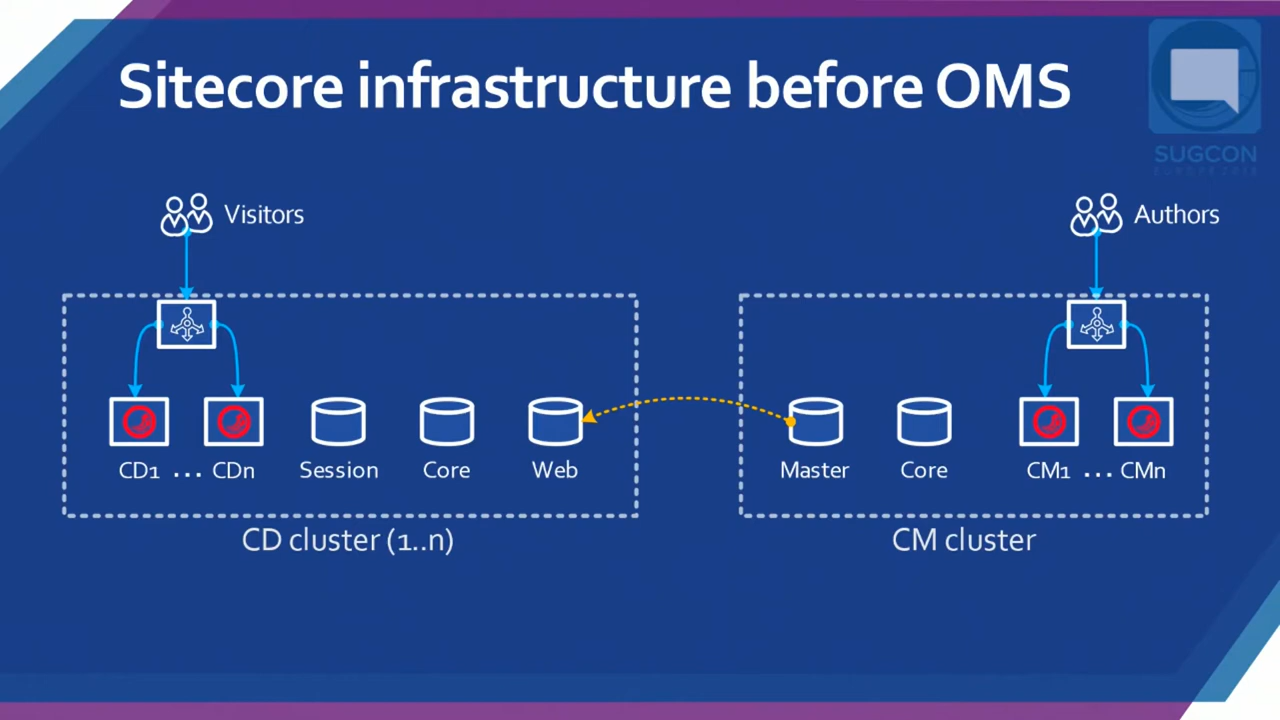 Sitecore infrastructure before OMS
SUGCON
Visitors
Authors
CD1 ... CDn
Session
Core
Web
Master
Core
CM1 ... CMn
CD cluster (1..n)
CM cluster